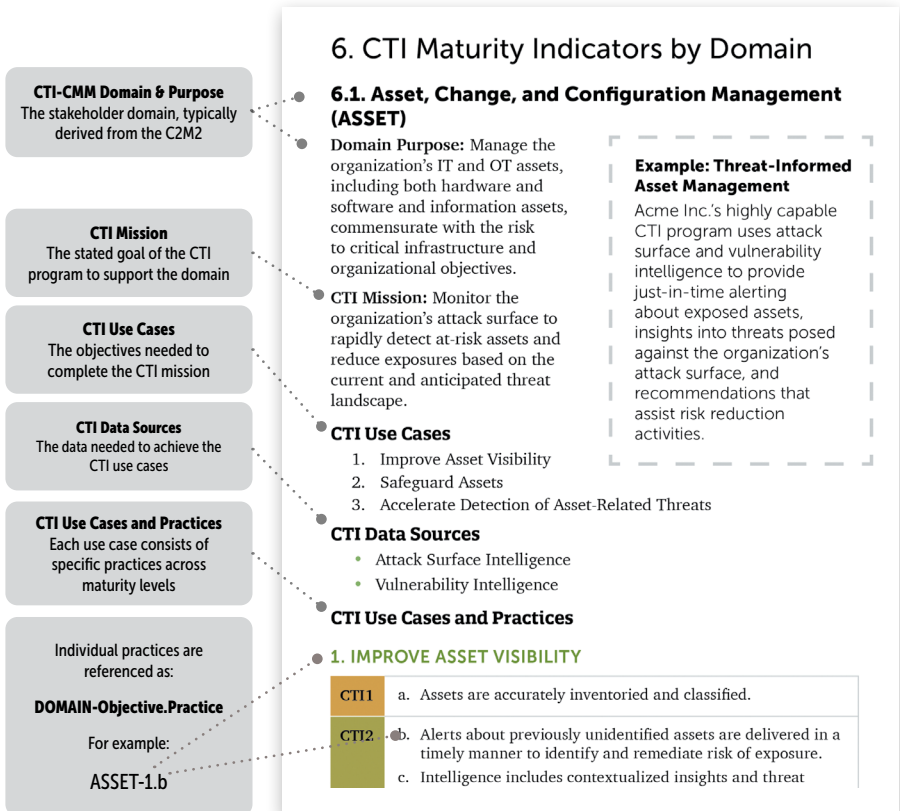 CTI-CMM Domain & Purpose
The stakeholder domain, typically
derived from the C2M2
CTI Mission
The stated goal of the CTI
program to support the domain
CTI Use Cases
The objectives needed to
complete the CTI mission
CTI Data Sources
The data needed to achieve the
CTI use cases
CTI Use Cases and Practices
Each use case consists of
specific practices across
maturity levels
Individual practices are
referenced as:
DOMAIN-Objective.Practice
For example:
ASSET-1.b
6. CTI Maturity Indicators by Domain
6.1. Asset, Change, and Configuration Management
(ASSET)
Domain Purpose: Manage the
organization's IT and OT assets,
including both hardware and
software and information assets,
commensurate with the risk
to critical infrastructure and
organizational objectives.
CTI Mission: Monitor the
organization's attack surface to
rapidly detect at-risk assets and
reduce exposures based on the
current and anticipated threat
landscape.
Example: Threat-Informed
Asset Management
Acme Inc.'s highly capable
CTI program uses attack
surface and vulnerability
intelligence to provide
just-in-time alerting
about exposed assets,
insights into threats posed
against the organization's
attack surface, and
recommendations that
assist risk reduction
activities.
CTI Use Cases
1. Improve Asset Visibility
2. Safeguard Assets
3. Accelerate Detection of Asset-Related Threats
CTI Data Sources
• Attack Surface Intelligence
• Vulnerability Intelligence
CTI Use Cases and Practices
1. IMPROVE ASSET VISIBILITY
CTI1
a. Assets are accurately inventoried and classified.
CTI2
b. Alerts about previously unidentified assets are delivered in a
timely manner to identify and remediate risk of exposure.
c. Intelligence includes contextualized insights and threat